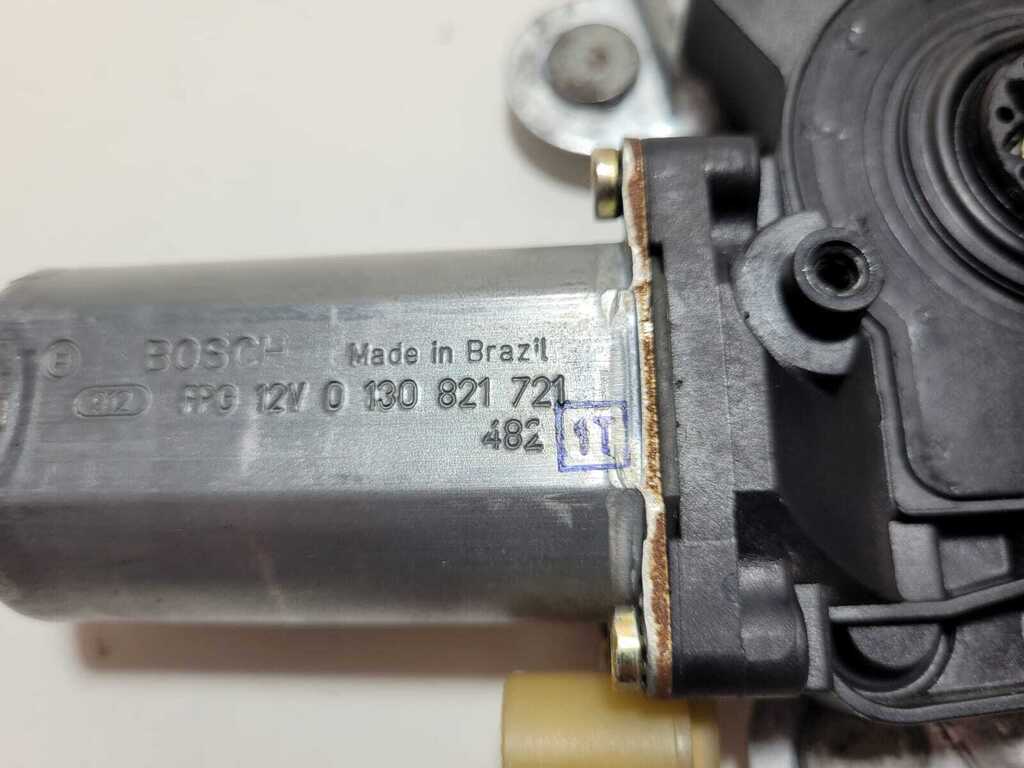 BOSCH Made in Brazil
FPG 12V 0 130 821 721
482 1T